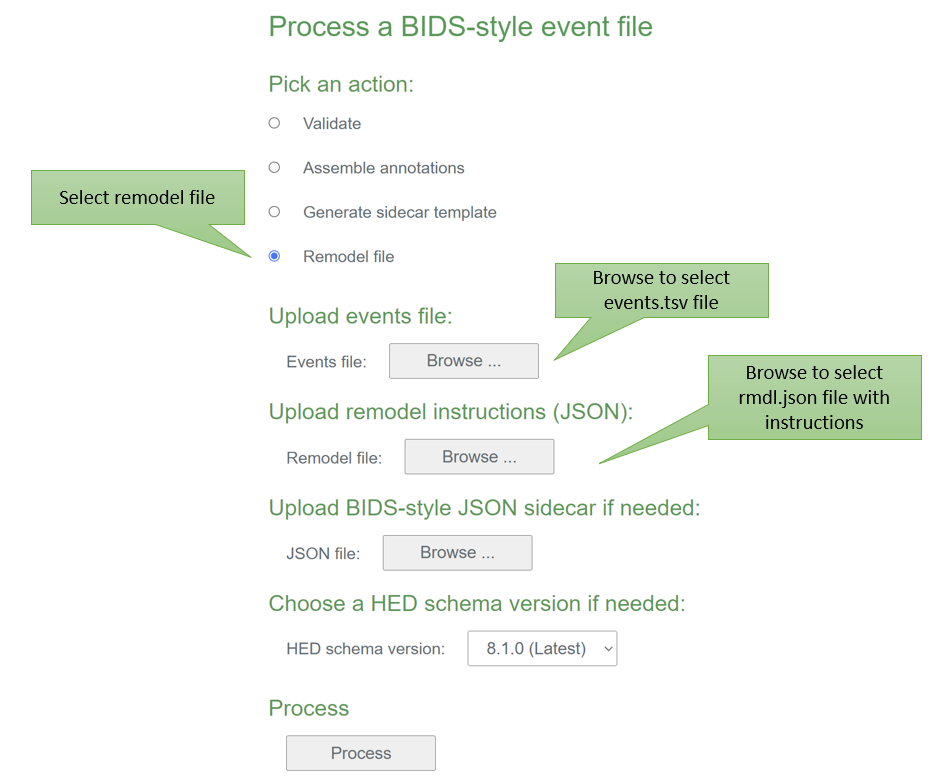 Process a BIDS-style event file
Pick an action:
Validate
Assemble annotations
Select remodel file
Generate sidecar template
Remodel file
Browse to select
events.tsv file
Upload events file:
Events file:
Browse ...
Browse to select
rmdl.json file with
instructions
Upload remodel instructions (JSON):
Remodel file:
Browse ...
Upload BIDS-style JSON sidecar if needed:
JSON file:
Browse ...
Choose a HED schema version if needed:
HED schema version:
8.1.0 (Latest)
Process
Process